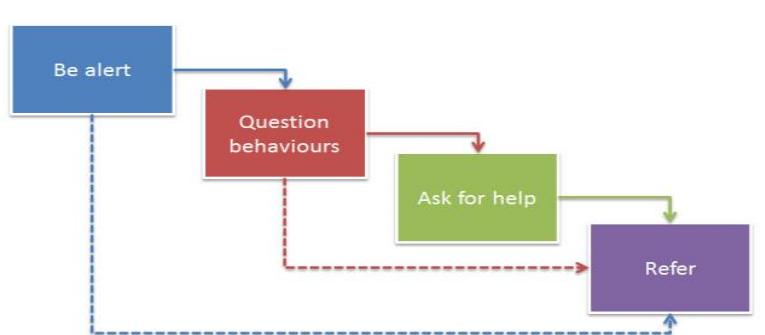 Be alert
Question
behaviours
Ask for help
Refer